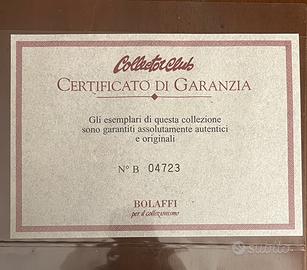 Collector Club
CERTIFICATO DI GARANZIA
Gli esemplari di questa collezione
sono garantiti assolutamente autentici
e originali
N° B 04723
BOLAFFI
per il collezionismo
subito